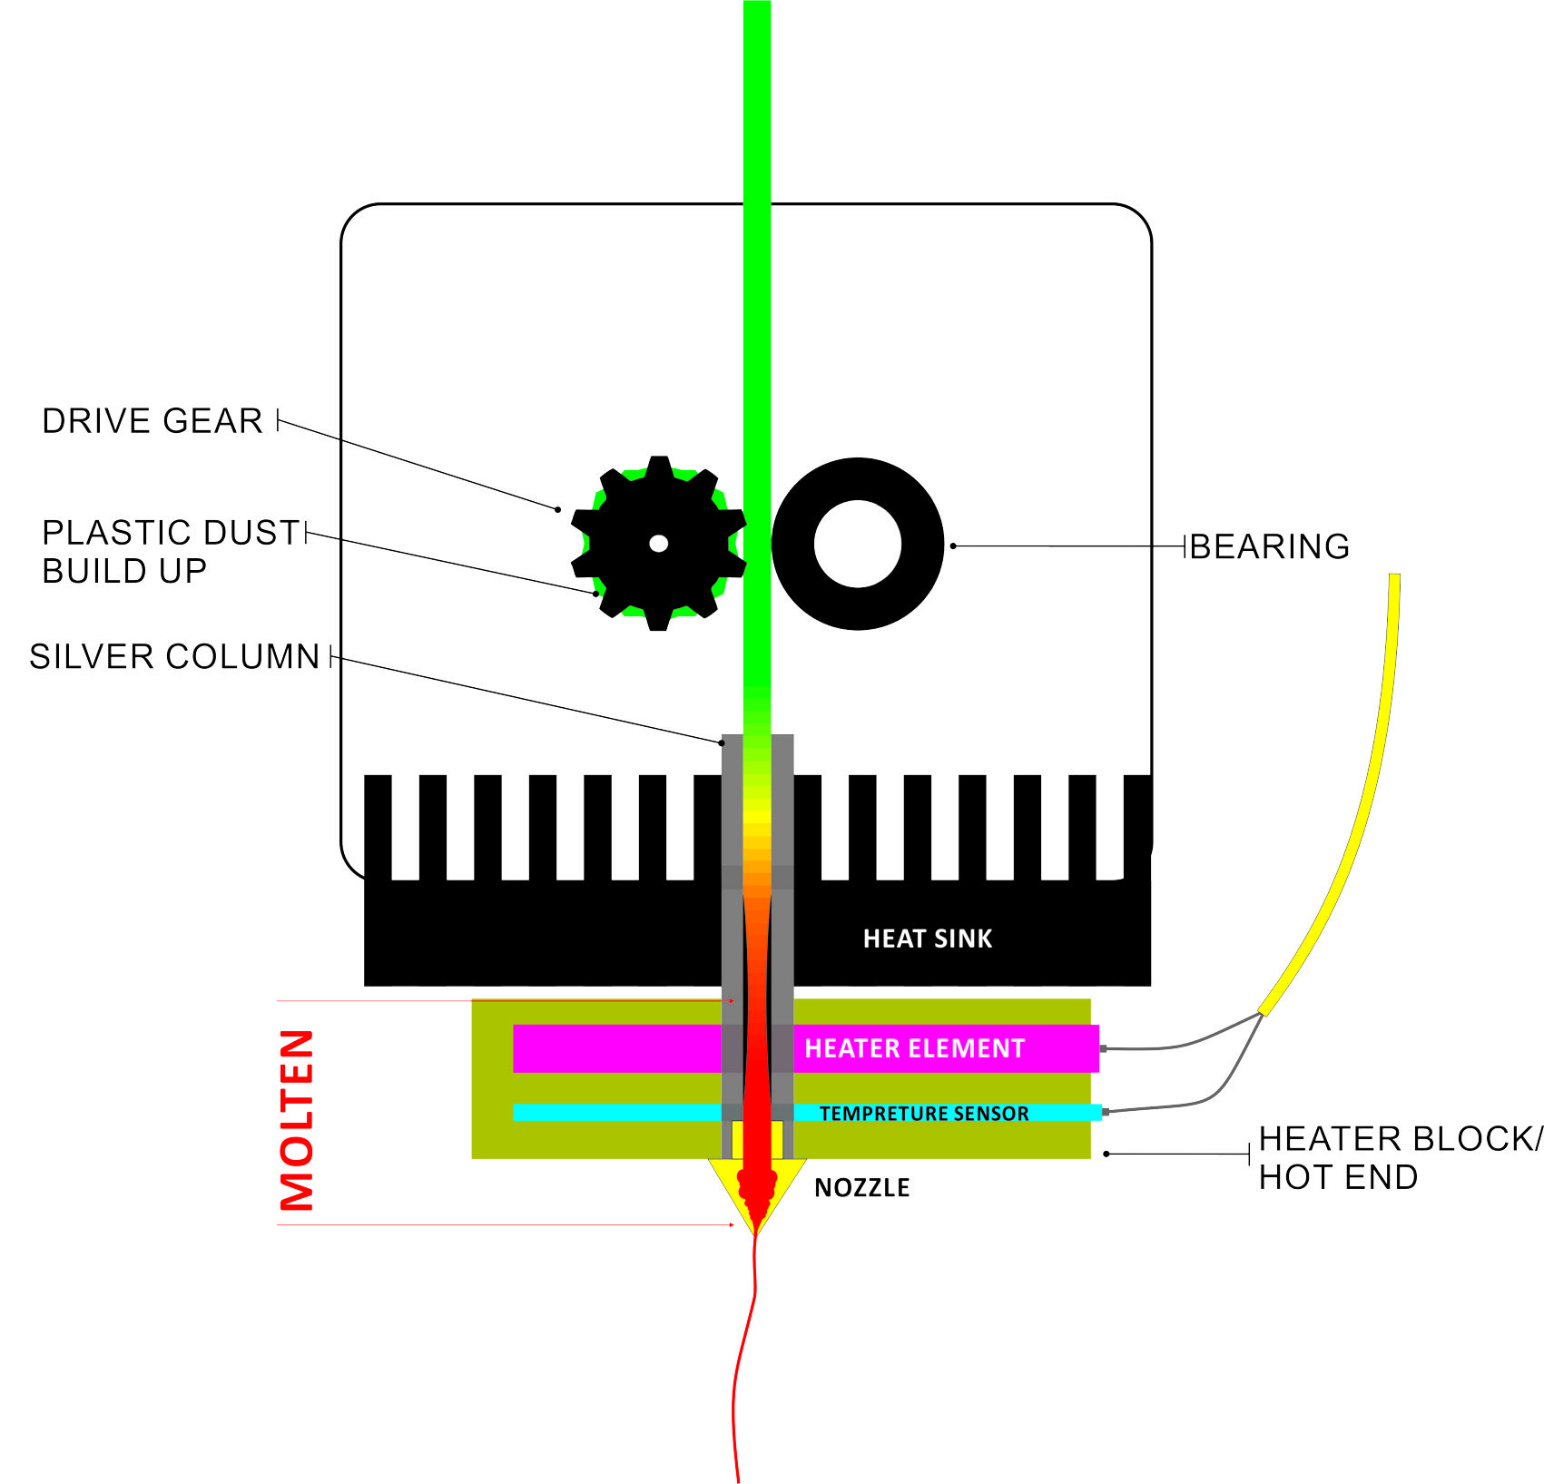 DRIVE GEAR
PLASTIC DUST
BUILD UP
BEARING
SILVER COLUMN
HEAT SINK
MOLTEN
HEATER ELEMENT
TEMPRETURE SENSOR
HEATER BLOCK/
HOT END
NOZZLE